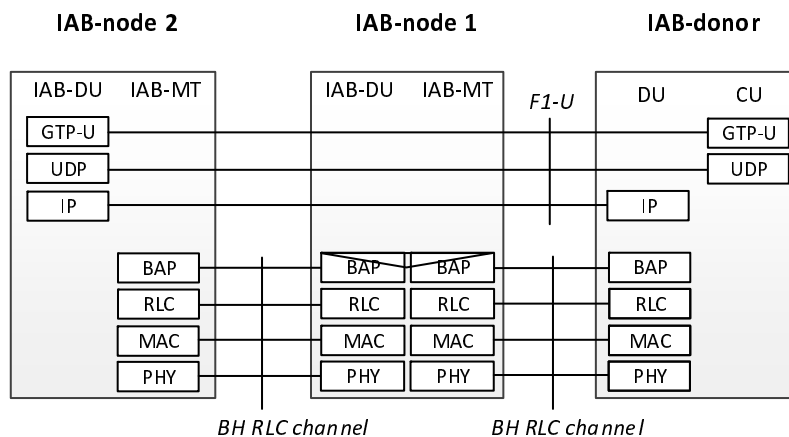 IAB-node 2 IAB-node 1 IAB-donor
IAB-DU IAB-MT IAB-DU IAB-MT DU CU
F1-U
GTP-U GTP-U
UDP UDP
IP IP
BAP BAP BAP BAP
RLC RLC RLC RLC
MAC MAC MAC MAC
PHY PHY PHY PHY
BH RLC channel BH RLC channel